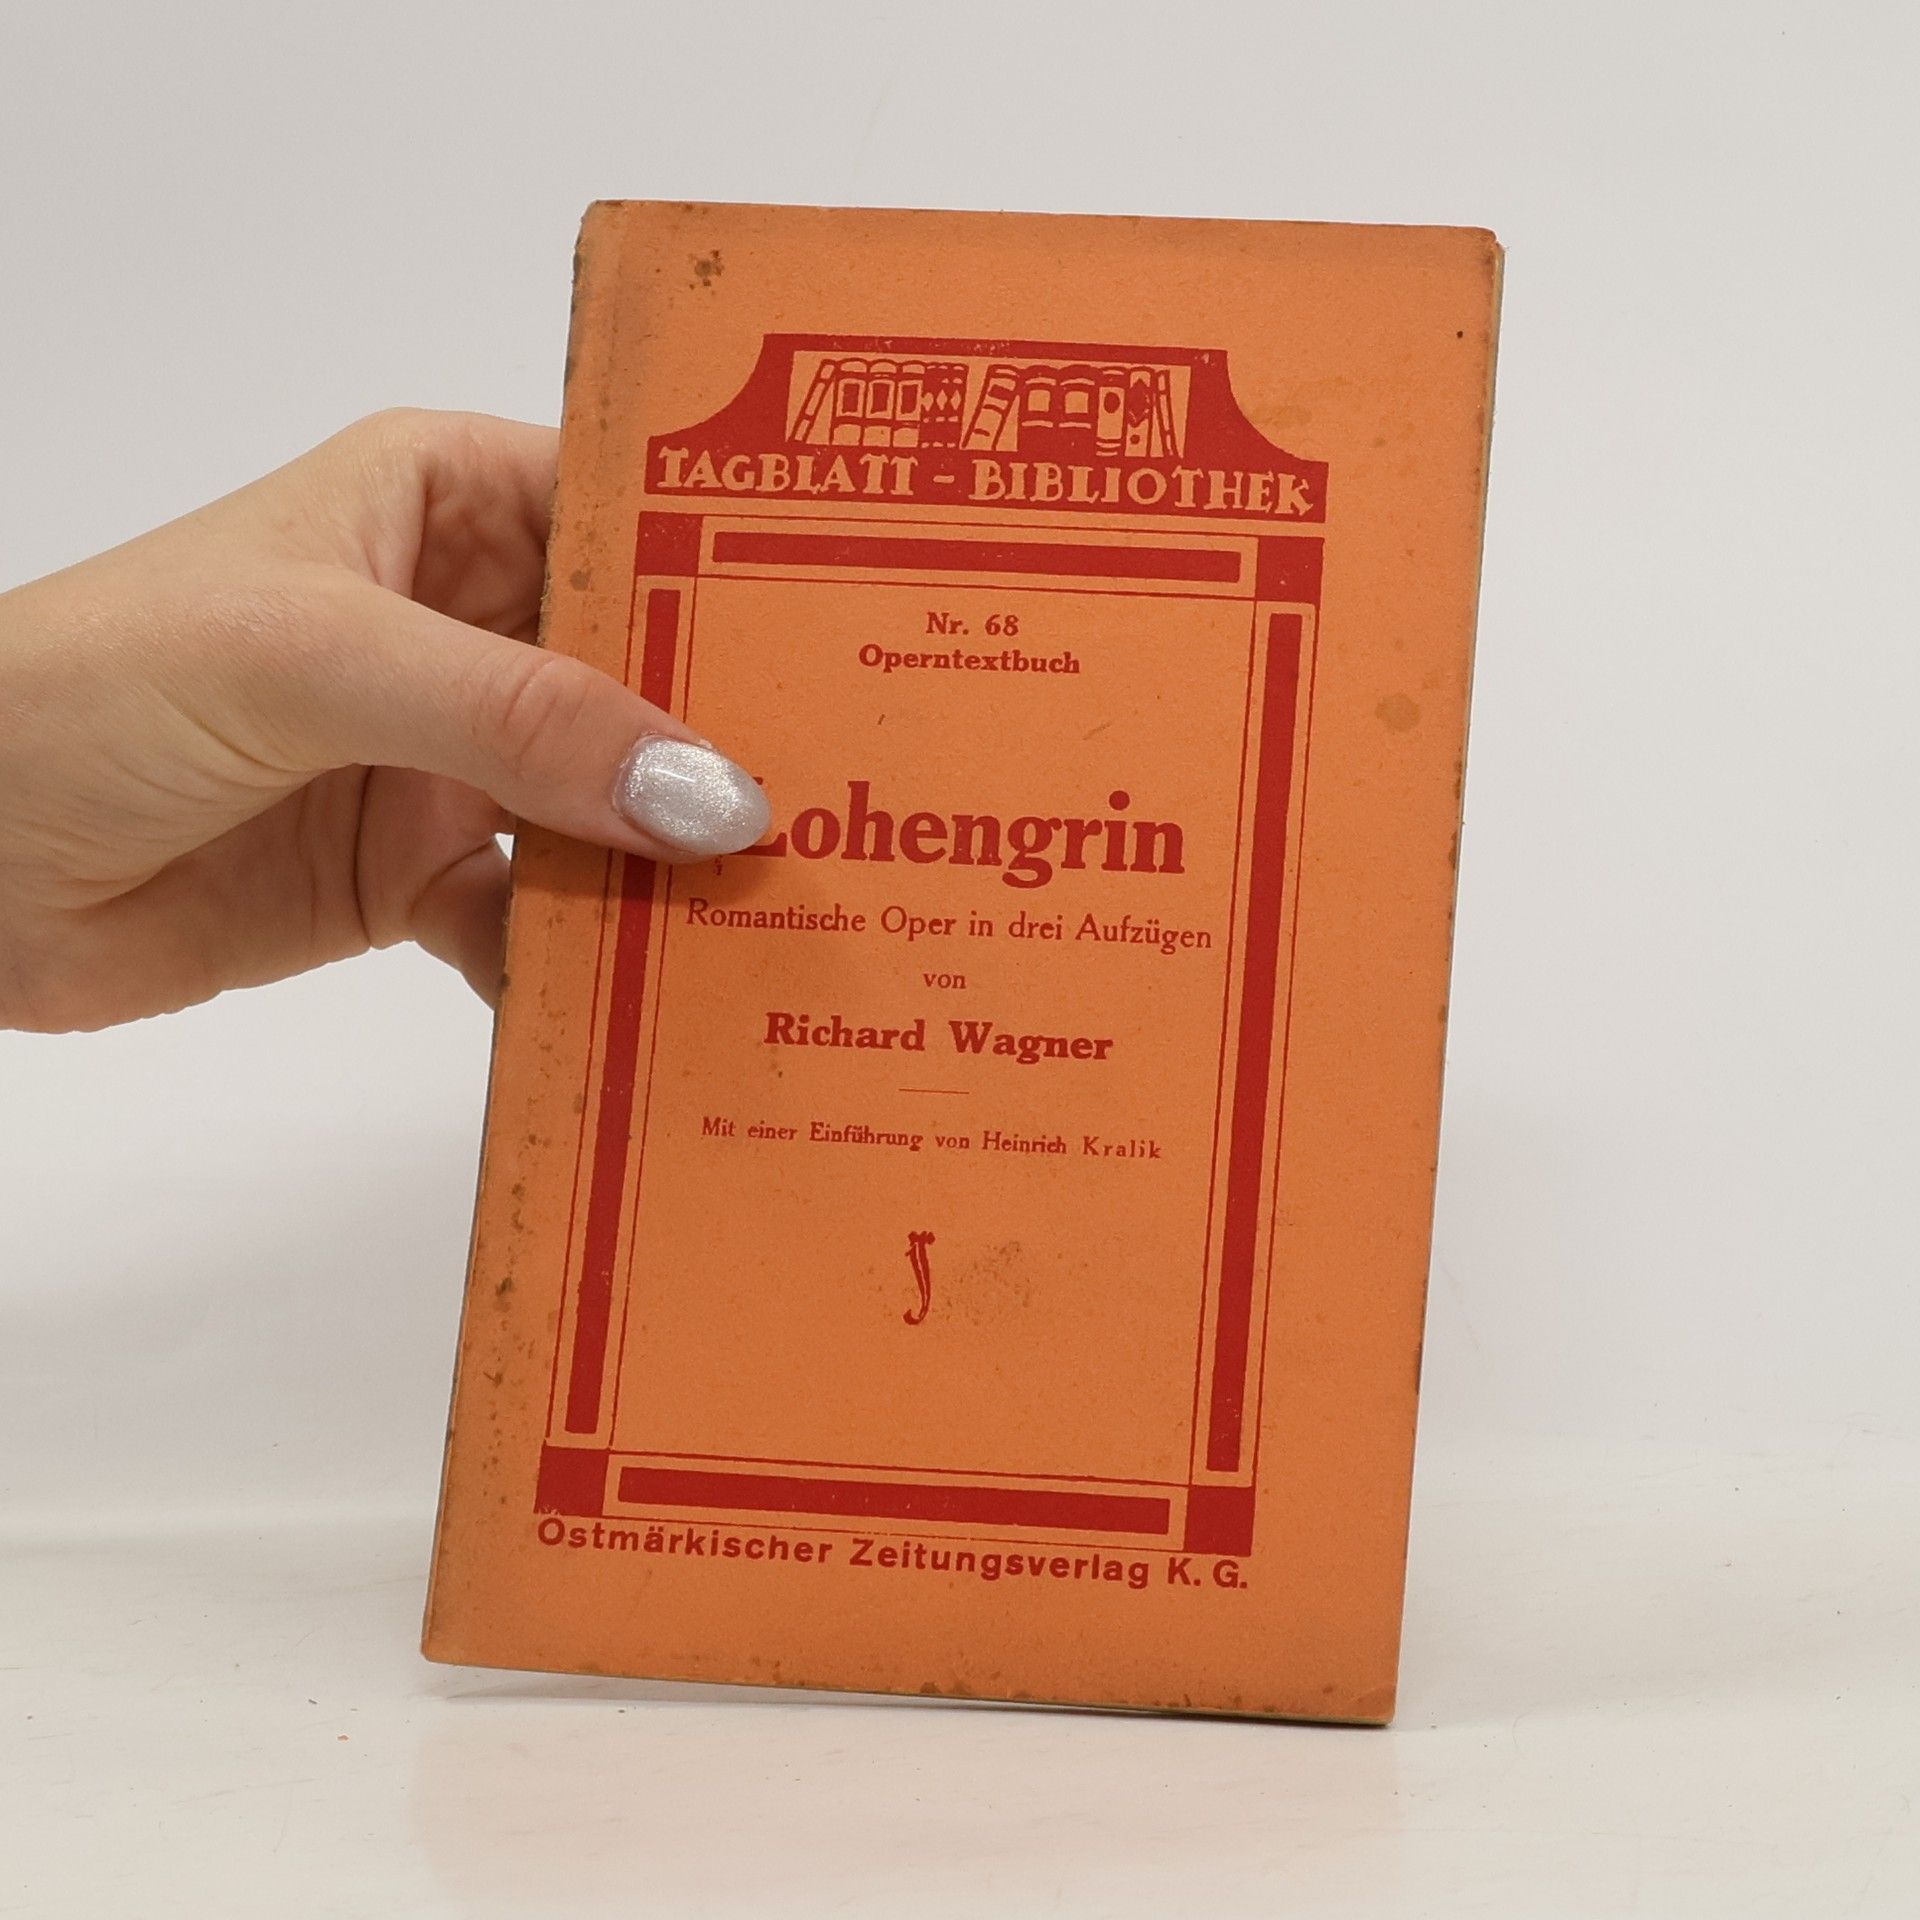 TAGBLATT-BIBLIOTHEK
Nr. 68
Operntextbuch
Lohengrin
Romantische Oper in drei Aufzügen
von
Richard Wagner
Mit einer Einführung von Heinrich Kralik
Ostmärkischer Zeitungsverlag K. G.